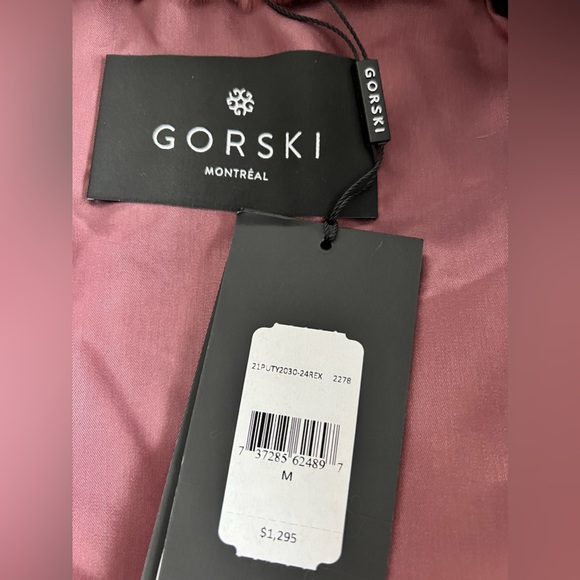 GORSKI
MONTRÉAL
GORSKI
21PUTY2030-24REX 2278
7 37285 62489 7
M
$1,295